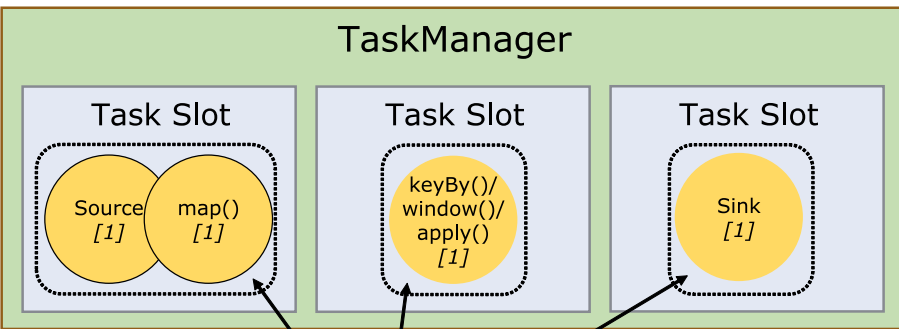 TaskManager
Task Slot
Source
[1]
map()
[1]
Task Slot
keyBy()/
window()/
apply()
[1]
Task Slot
Sink
[1]